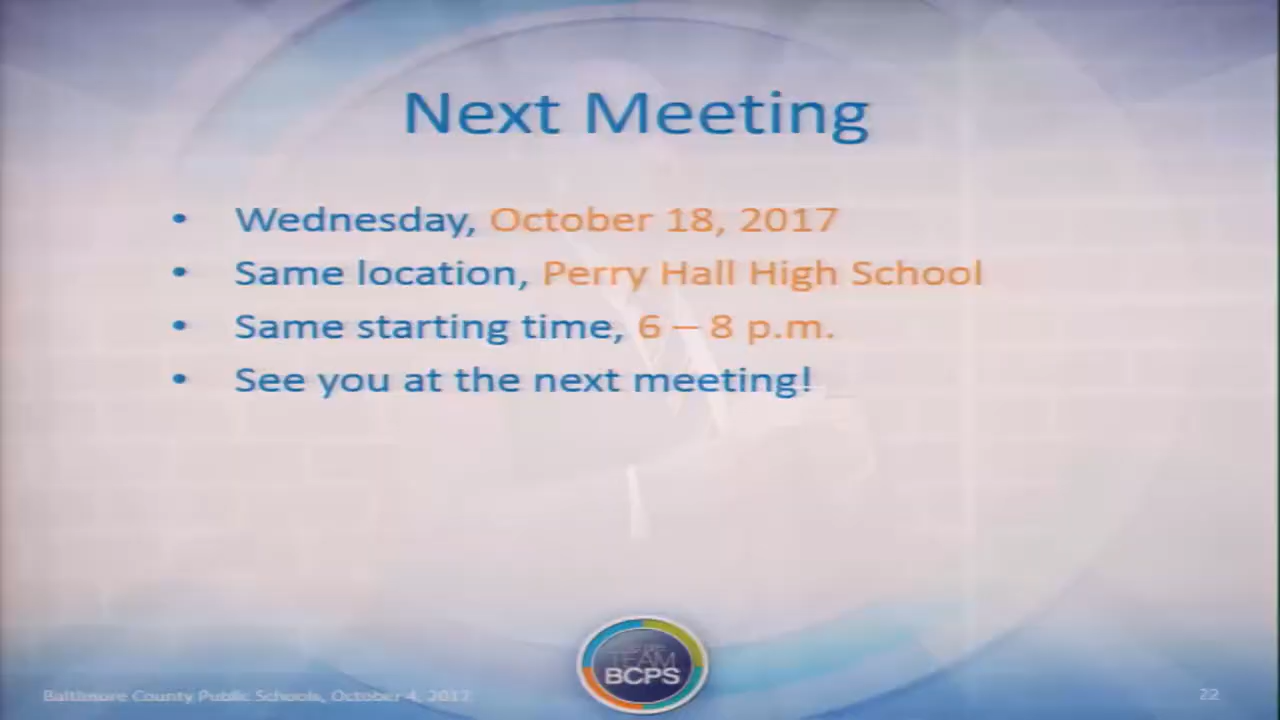 Next Meeting
• Wednesday, October 18, 2017
• Same location, Perry Hall High School
• Same starting time, 6 – 8 p.m.
• See you at the next meeting!
TEAM
BCPS
Baltimore County Public Schools, October 4, 2017
22